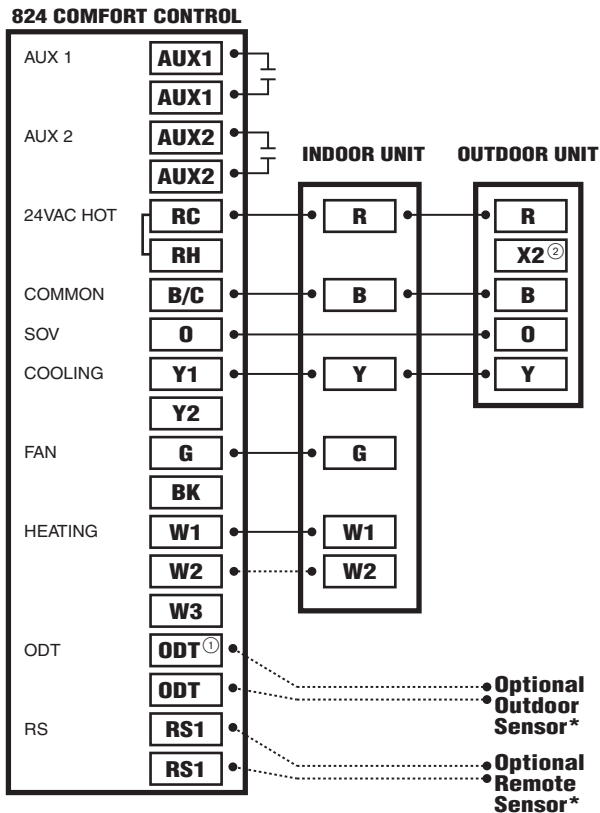 824 COMFORT CONTROL
AUX 1 AUX1
AUX1
AUX 2 AUX2
INDOOR UNIT OUTDOOR UNIT
AUX2
24VAC HOT RC R R
RH X2②
COMMON B/C B B
SOV O O
COOLING Y1 Y Y
Y2
FAN G G
BK
HEATING W1 W1
W2 W2
W3
ODT ODT①
ODT
Optional
Outdoor
Sensor*
RS RS1
RS1
Optional
Remote
Sensor*